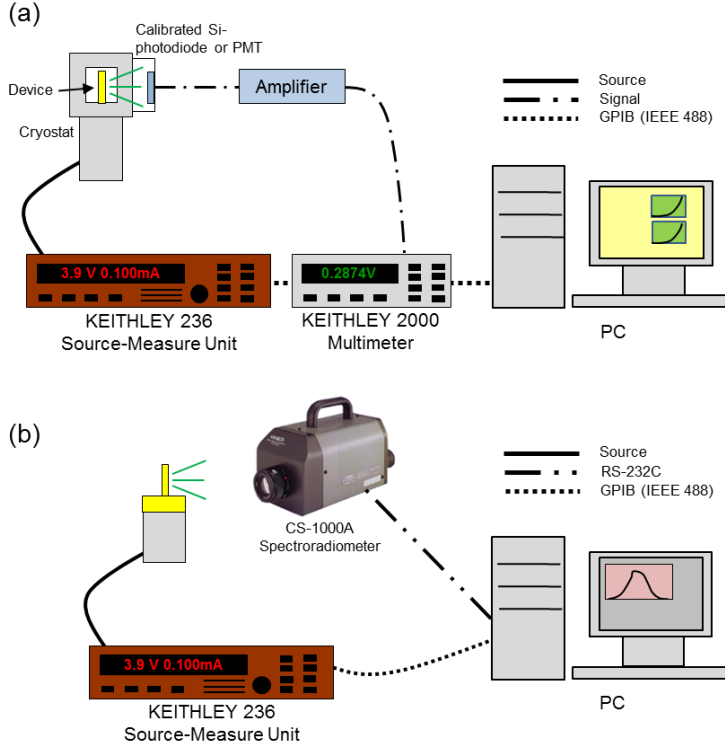 (a)
Calibrated Si-
photodiode or PMT
Device
Cryostat
Amplifier
Source
Signal
GPIB (IEEE 488)
3.9 V 0.100mA
0.2874V
KEITHLEY 236
Source-Measure Unit
KEITHLEY 2000
Multimeter
PC
(b)
CS-1000A
Spectroradiometer
Source
RS-232C
GPIB (IEEE 488)
3.9 V 0.100mA
KEITHLEY 236
Source-Measure Unit
PC